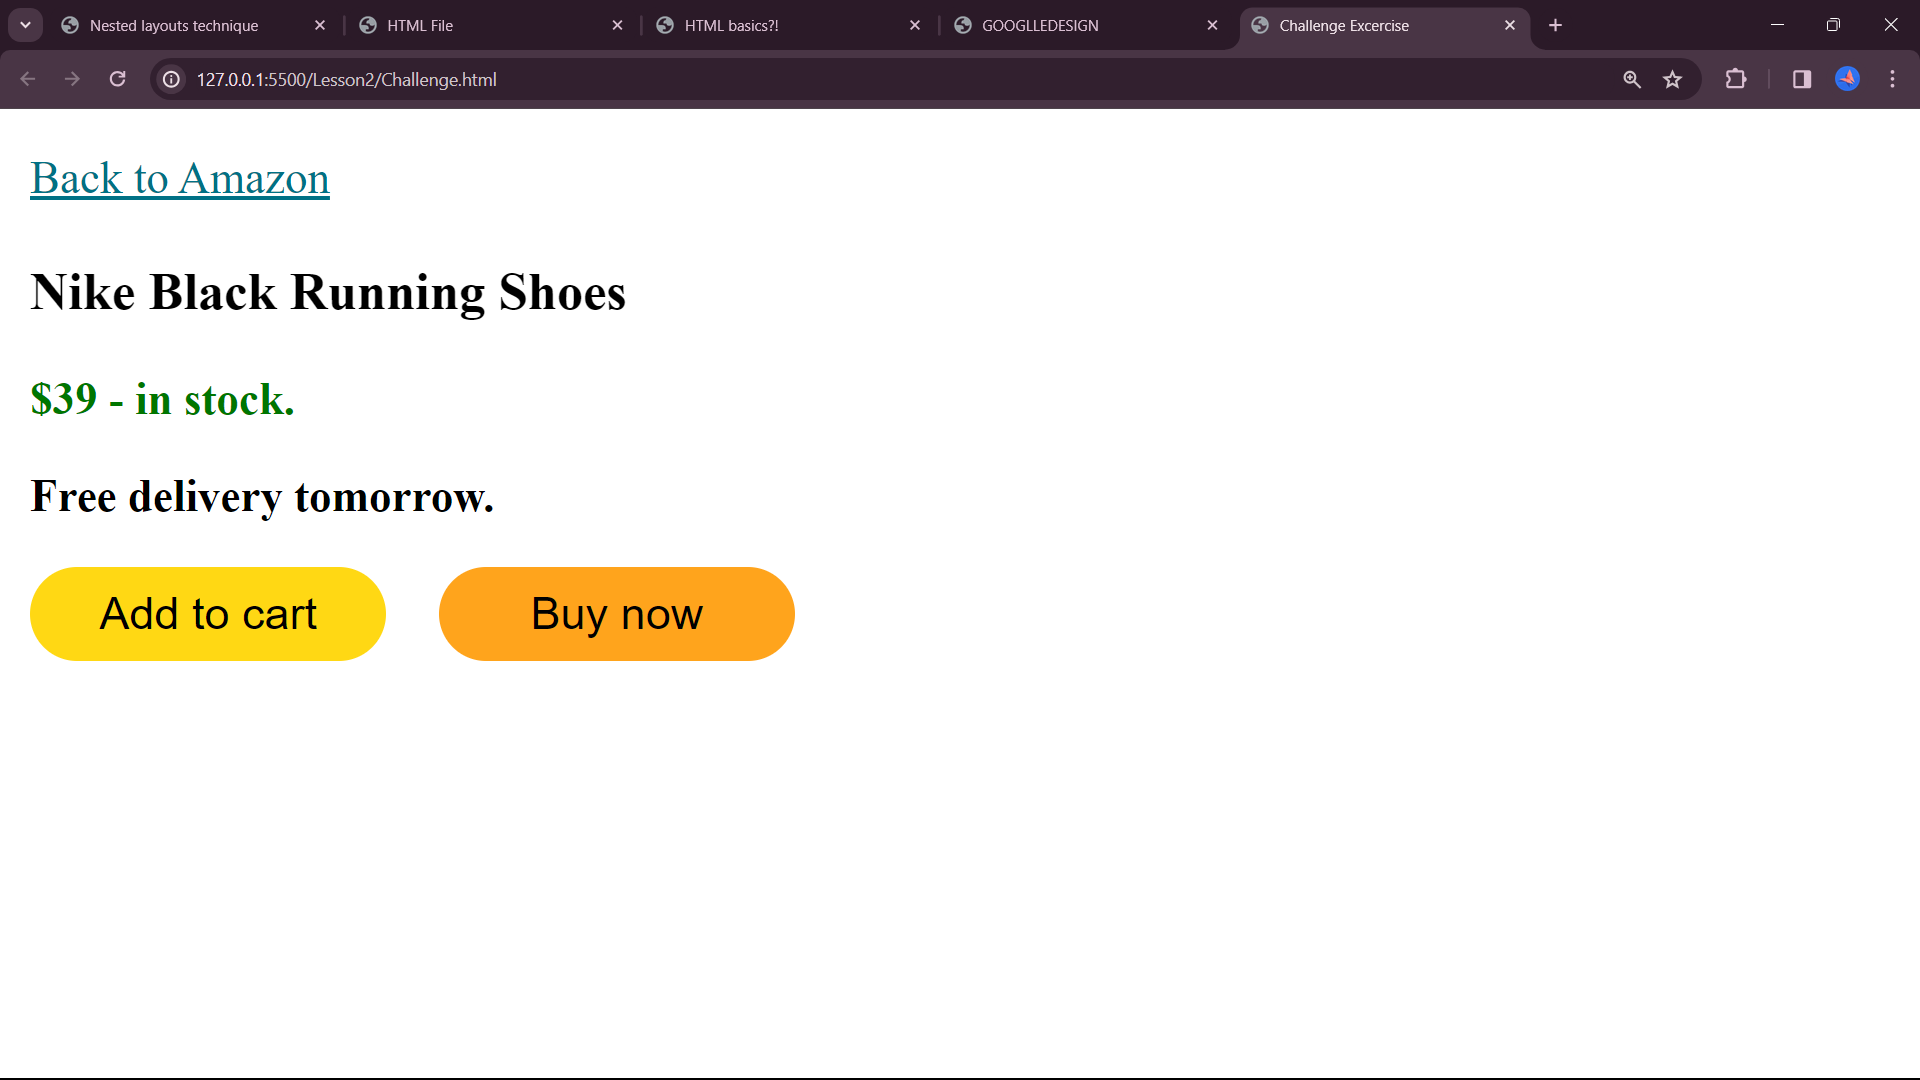 Nested layouts technique
HTML File
HTML basics?!
GOOGLLEDESIGN
Challenge Excercise
127.0.0.1:5500/Lesson2/Challenge.html
Back to Amazon
Nike Black Running Shoes
$39 - in stock.
Free delivery tomorrow.
Add to cart
Buy now